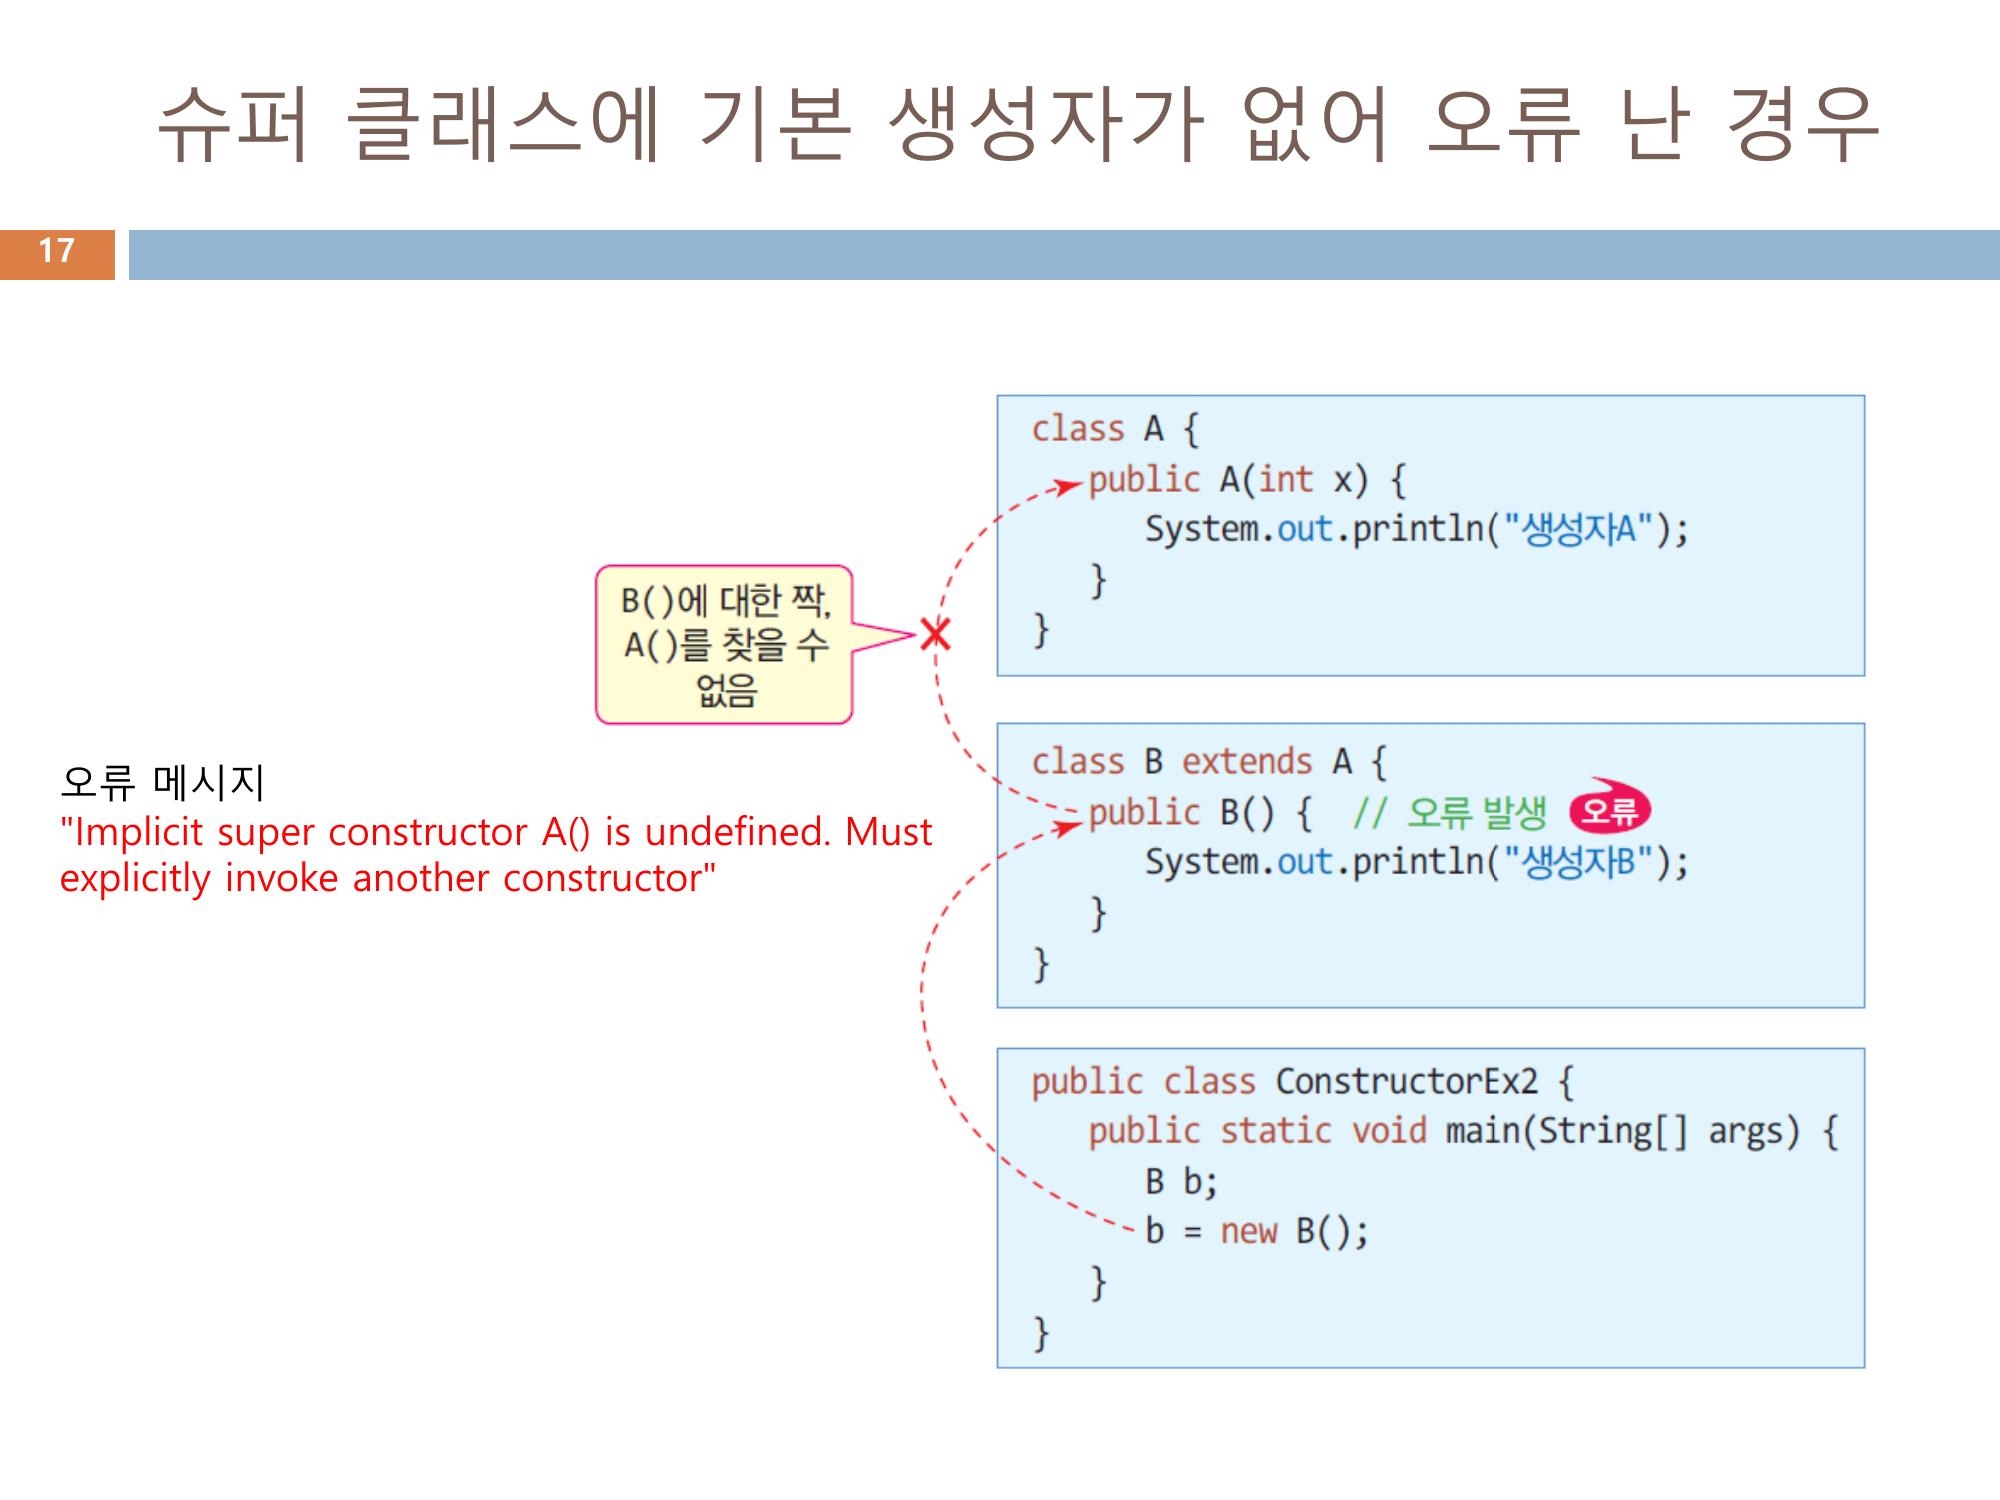 슈퍼 클래스에 기본 생성자가 없어 오류 난 경우
17
class A {
public A(int x) {
System.out.println("생성자A");
}
}
B()에 대한 짝,
A()를 찾을 수
없음
오류 메시지
"Implicit super constructor A() is undefined. Must
explicitly invoke another constructor"
class B extends A {
public B() { // 오류 발생 오류
System.out.println("생성자B");
}
}
public class ConstructorEx2 {
public static void main(String[] args) {
B b;
b = new B();
}
}